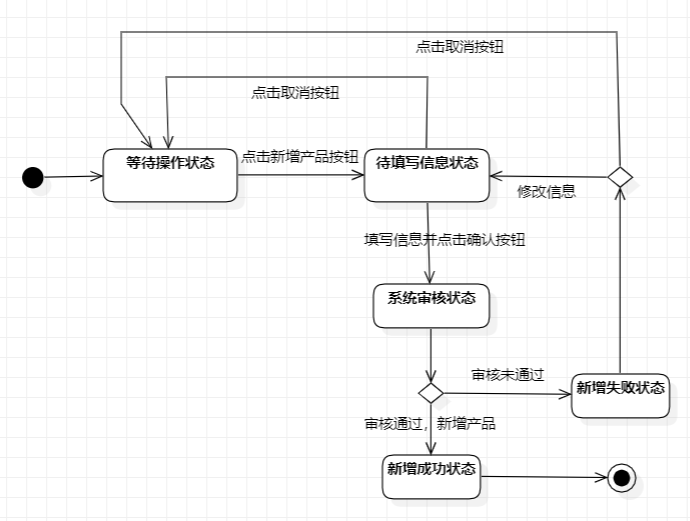 点击取消按钮
点击取消按钮
等待操作状态
点击新增产品按钮
待填写信息状态
修改信息
填写信息并点击确认按钮
系统审核状态
审核未通过
新增失败状态
审核通过，新增产品
新增成功状态